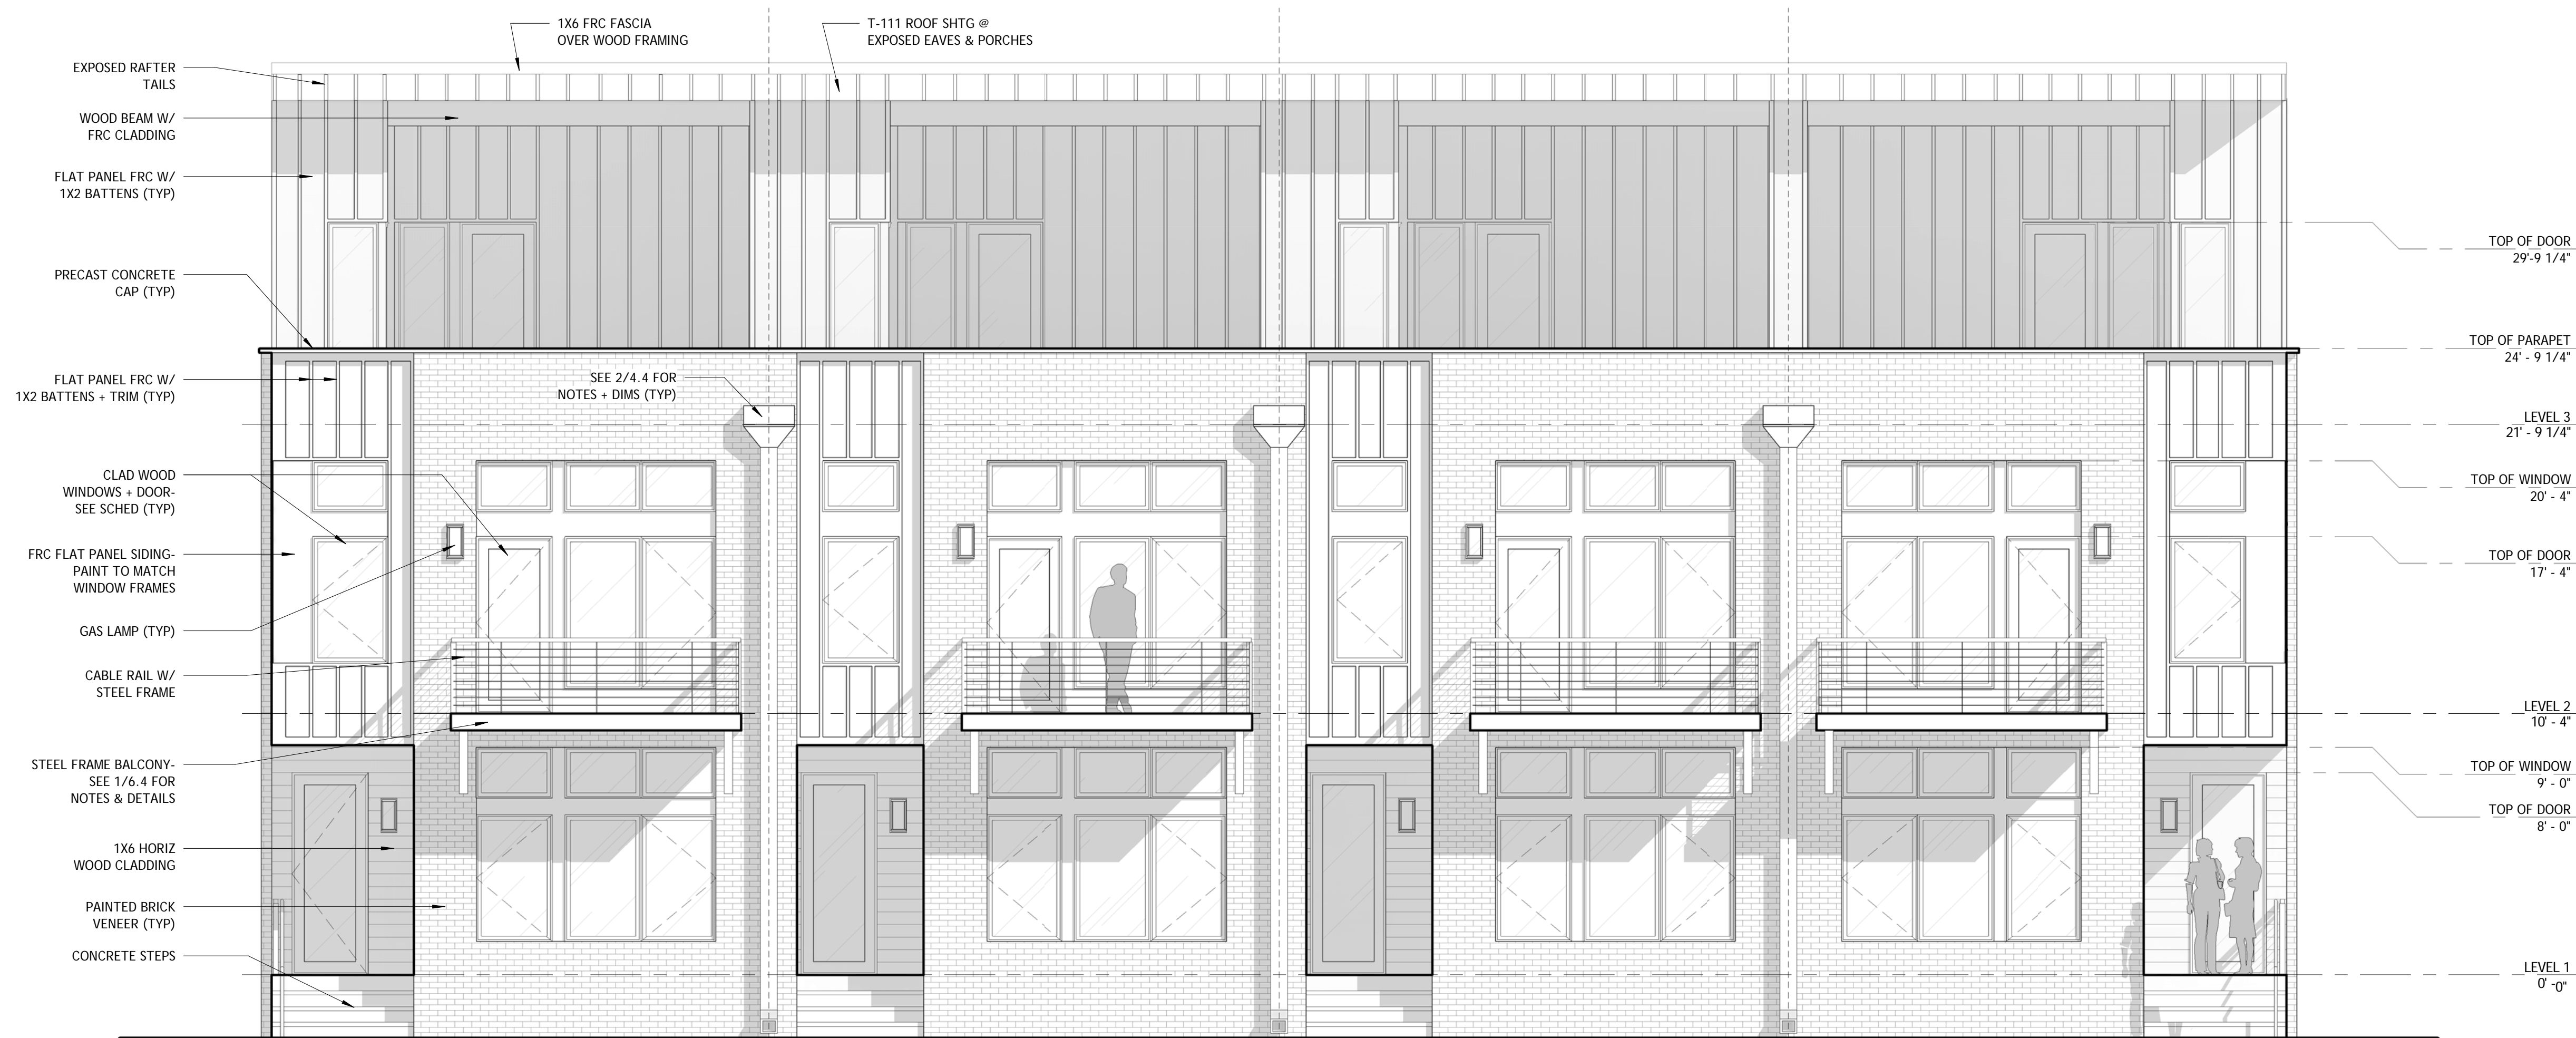 1X6 FRC FASCIA
OVER WOOD FRAMING
T-111 ROOF SHTG @
EXPOSED EAVES & PORCHES
EXPOSED RAFTER
TAILS
WOOD BEAM W/
FRC CLADDING
FLAT PANEL FRC W/
1X2 BATTENS (TYP)
PRECAST CONCRETE
CAP (TYP)
FLAT PANEL FRC W/
1X2 BATTENS + TRIM (TYP)
SEE 2/4.4 FOR
NOTES + DIMS (TYP)
CLAD WOOD
WINDOWS + DOOR-
SEE SCHED (TYP)
FRC FLAT PANEL SIDING-
PAINT TO MATCH
WINDOW FRAMES
GAS LAMP (TYP)
CABLE RAIL W/
STEEL FRAME
STEEL FRAME BALCONY-
SEE 1/6.4 FOR
NOTES & DETAILS
1X6 HORIZ
WOOD CLADDING
PAINTED BRICK
VENEER (TYP)
CONCRETE STEPS
TOP OF DOOR
29'-9 1/4"
TOP OF PARAPET
24' - 9 1/4"
LEVEL 3
21' - 9 1/4"
TOP OF WINDOW
20' - 4"
TOP OF DOOR
17' - 4"
LEVEL 2
10' - 4"
TOP OF WINDOW
9' - 0"
TOP OF DOOR
8' - 0"
LEVEL 1
0' -0"